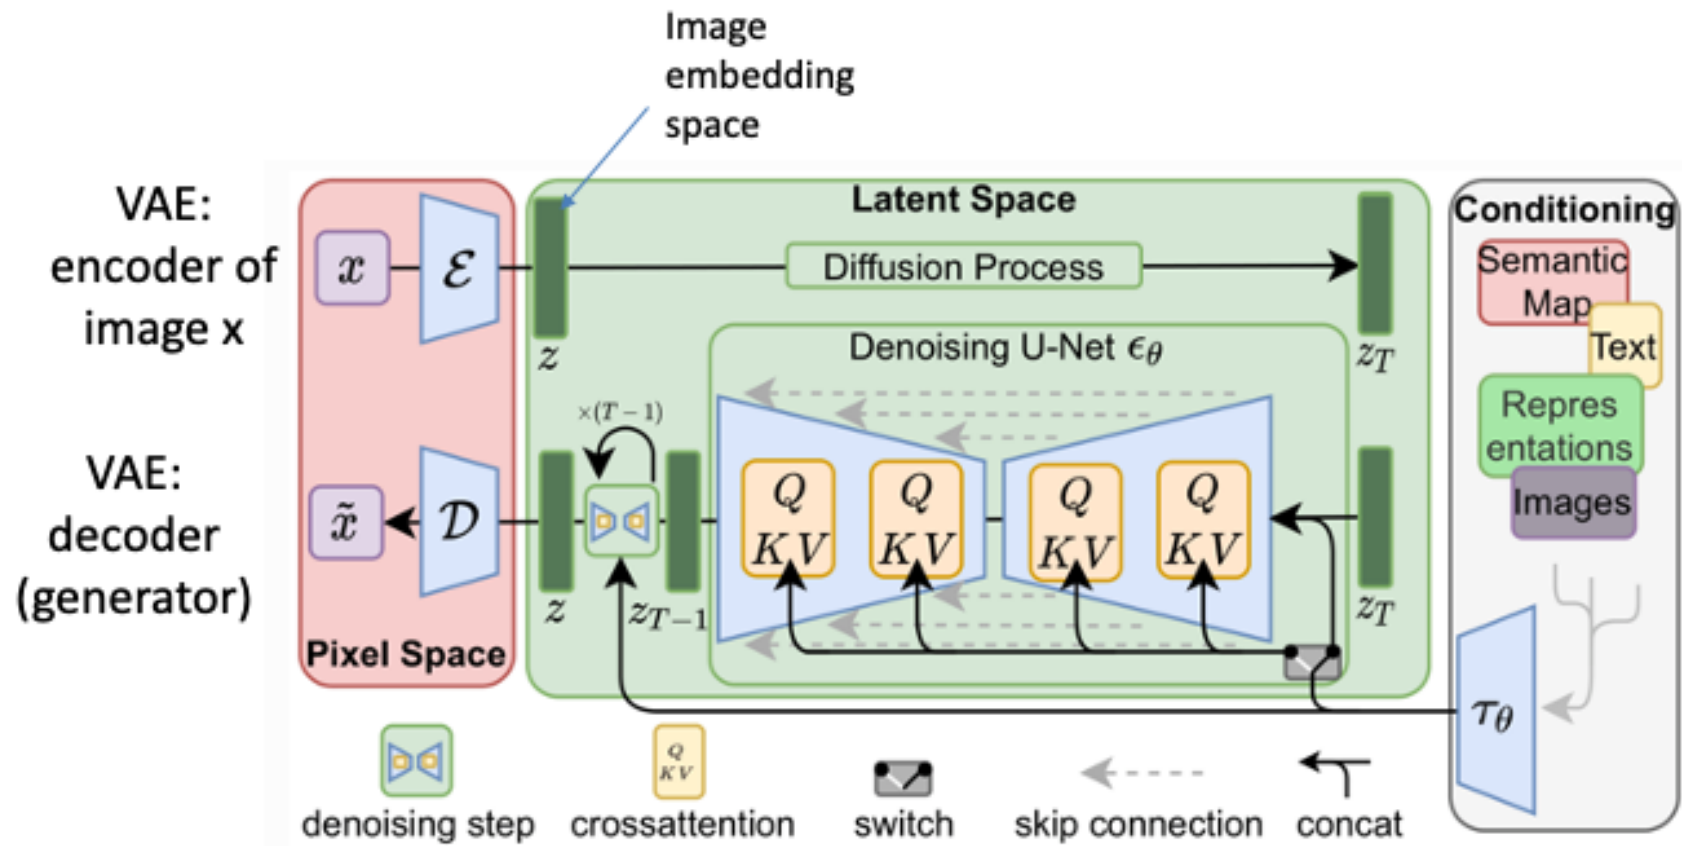 Image
embedding
space
VAE:
encoder of
image x
VAE:
decoder
(generator)
x
ℰ
z
Latent Space
Diffusion Process
z_T
Denoising U-Net ϵ_θ
×(T−1)
x̃
𝒟
z
z_{T−1}
Q
KV
Q
KV
Q
KV
Q
KV
z_T
Pixel Space
Conditioning
Semantic
Map
Text
Repres
entations
Images
τ_θ
Q
KV
denoising step
crossattention
switch
skip connection
concat